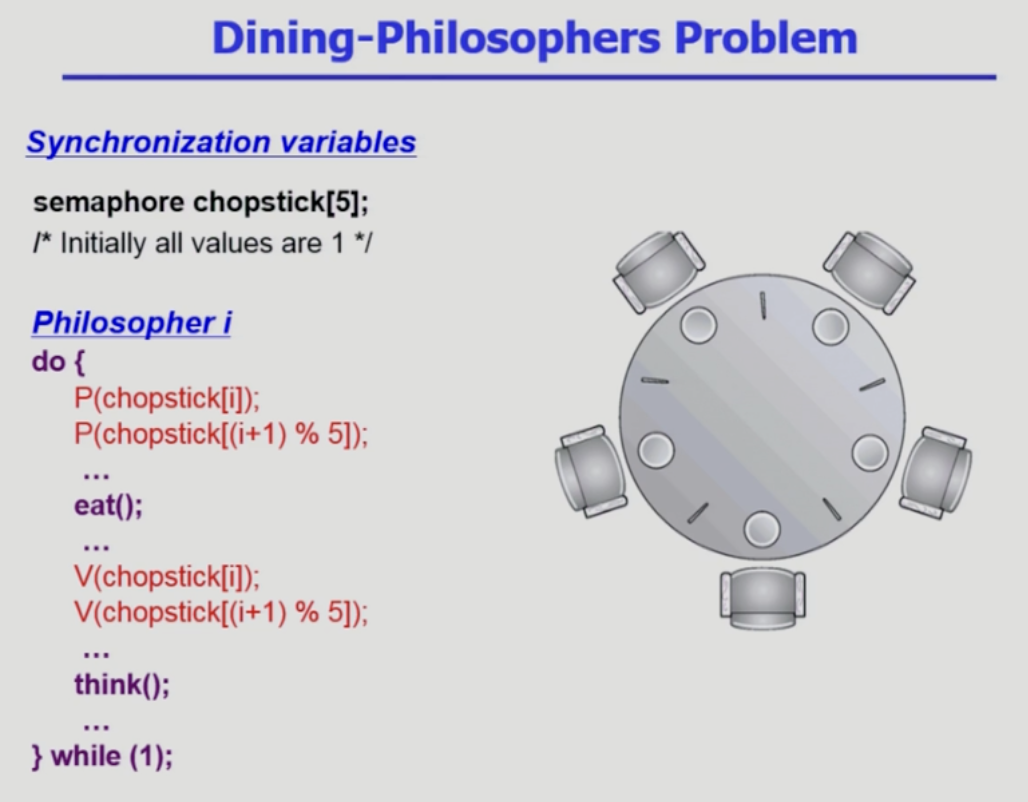 Dining-Philosophers Problem
Synchronization variables
semaphore chopstick[5];
/* Initially all values are 1 */
Philosopher i
do {
P(chopstick[i]);
P(chopstick[(i+1) % 5]);
...
eat();
...
V(chopstick[i]);
V(chopstick[(i+1) % 5]);
...
think();
...
} while (1);